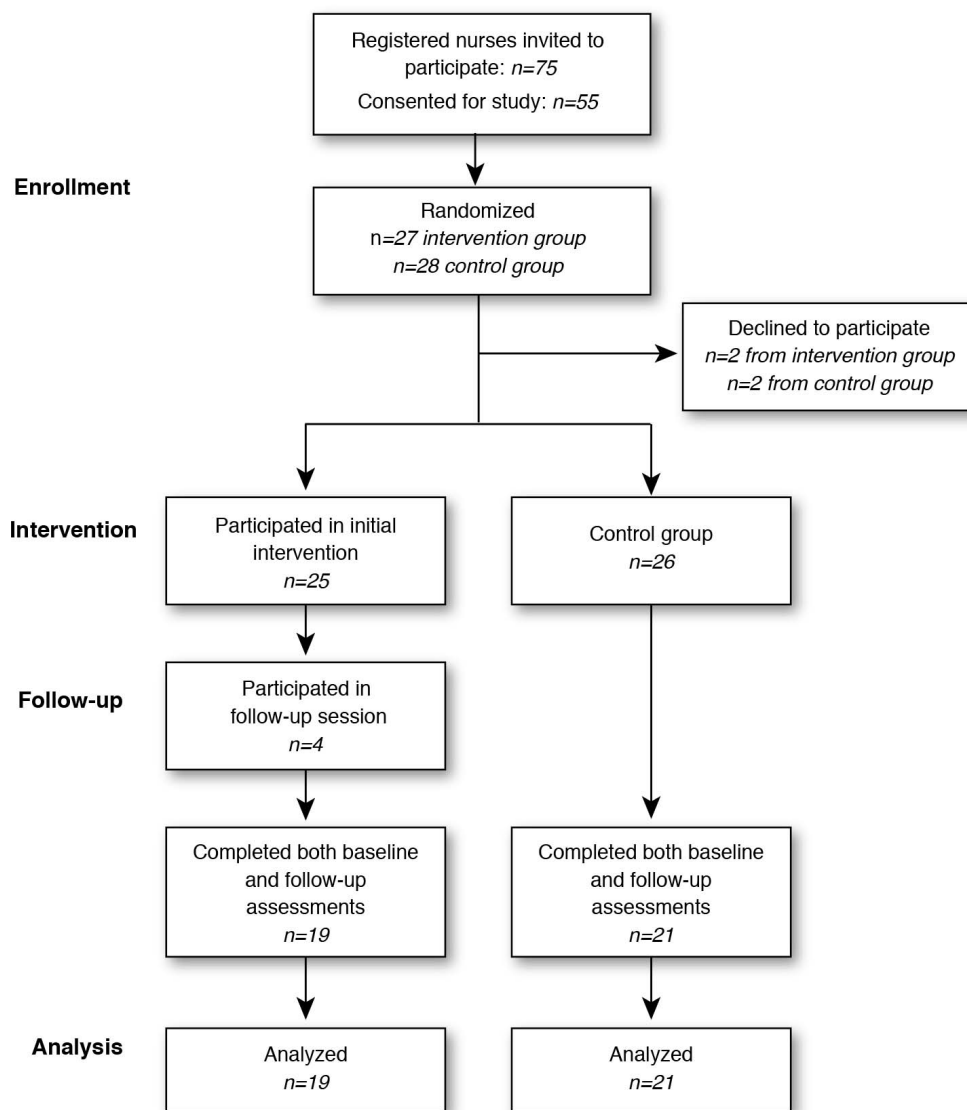 Registered nurses invited to
participate: n=75
Consented for study: n=55
Enrollment
Randomized
n=27 intervention group
n=28 control group
Declined to participate
n=2 from intervention group
n=2 from control group
Intervention
Participated in initial
intervention
n=25
Control group
n=26
Follow-up
Participated in
follow-up session
n=4
Completed both baseline
and follow-up
assessments
n=19
Completed both baseline
and follow-up
assessments
n=21
Analysis
Analyzed
n=19
Analyzed
n=21